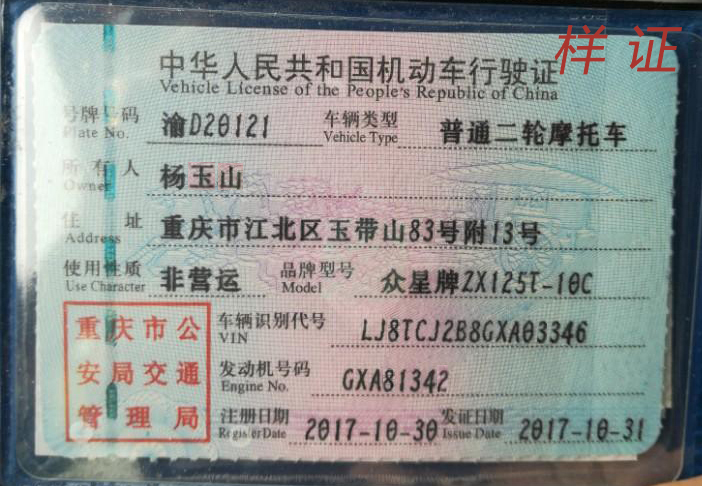 样证
中华人民共和国机动车行驶证
Vehicle License of the People's Republic of China
号牌号码 渝D20121 车辆类型 普通二轮摩托车
Plate No. Vehicle Type
所有人 杨玉山
Owner
住址 重庆市江北区玉带山83号附13号
Address
使用性质 非营运 品牌型号 众星牌ZX125T-10C
Use Character Model
重庆市公
安局交通
管理局
车辆识别代号 LJ8TCJ2B8GXA03346
VIN
发动机号码 GXA81342
Engine No.
注册日期 2017-10-30 发证日期 2017-10-31
Register Date Issue Date